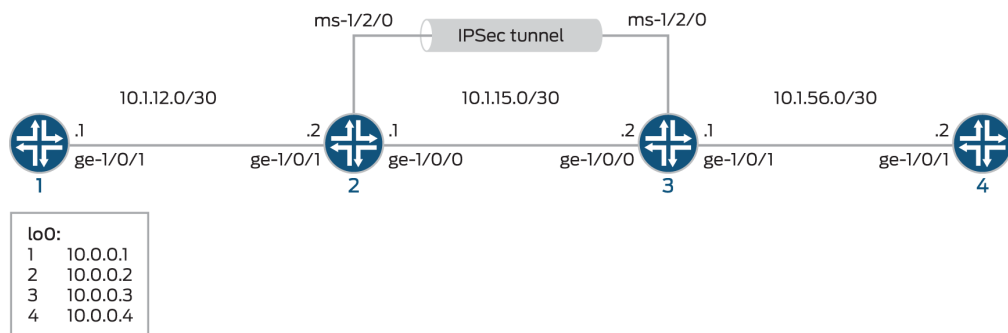 ms-1/2/0 IPSec tunnel ms-1/2/0
10.1.12.0/30 10.1.15.0/30 10.1.56.0/30
.1 .2 .1 .2 .1 .2
ge-1/0/1 ge-1/0/1 ge-1/0/0 ge-1/0/0 ge-1/0/1 ge-1/0/1
1 2 3 4
lo0:
1 10.0.0.1
2 10.0.0.2
3 10.0.0.3
4 10.0.0.4